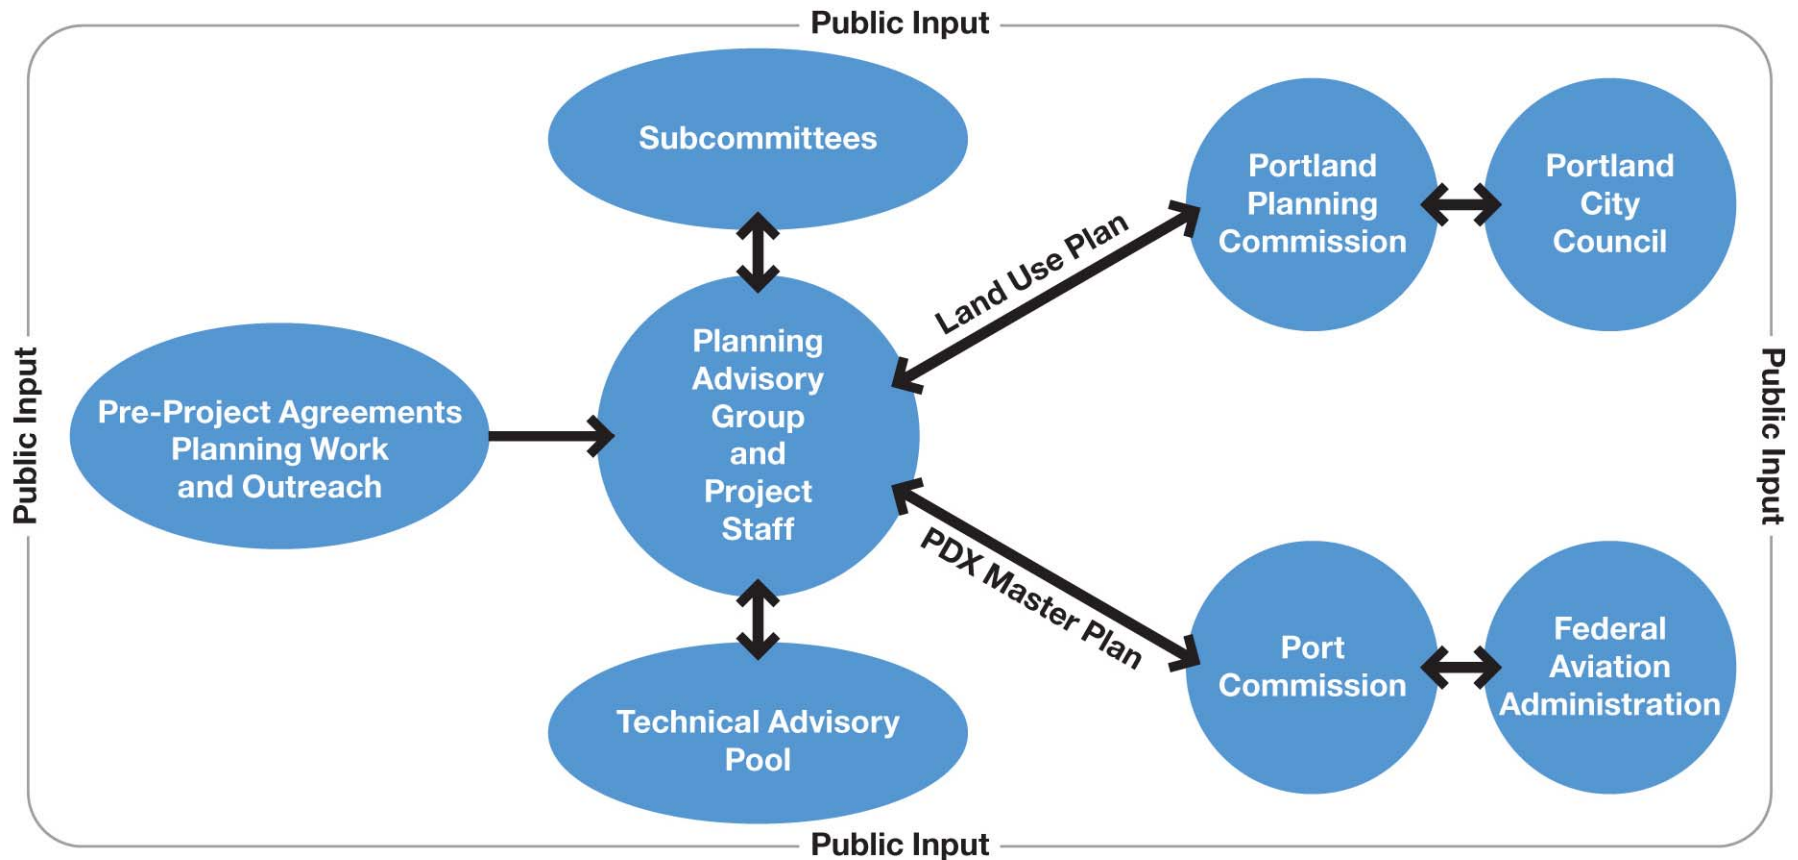 Public Input
Subcommittees
Portland
Planning
Commission
Portland
City
Council
Land Use Plan
Planning
Advisory
Group
and
Project
Staff
Public Input
Pre-Project Agreements
Planning Work
and Outreach
Public Input
PDX Master Plan
Port
Commission
Federal
Aviation
Administration
Technical Advisory
Pool
Public Input